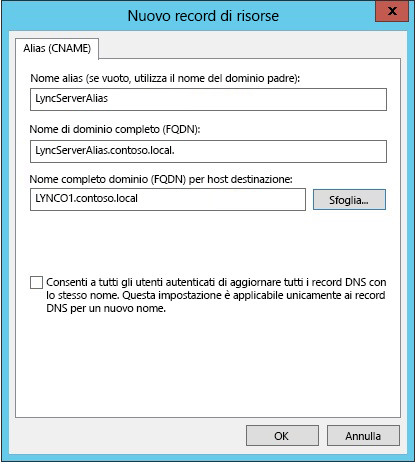 Nuovo record di risorse
x
Alias (CNAME)
Nome alias (se vuoto, utilizza il nome del dominio padre):
LyncServerAlias
Nome di dominio completo (FQDN):
LyncServerAlias.contoso.local.
Nome completo dominio (FQDN) per host destinazione:
LYNCO1.contoso.local
Sfoglia...
Consenti a tutti gli utenti autenticati di aggiornare tutti i record DNS con
lo stesso nome. Questa impostazione è applicabile unicamente ai record
DNS per un nuovo nome.
OK
Annulla